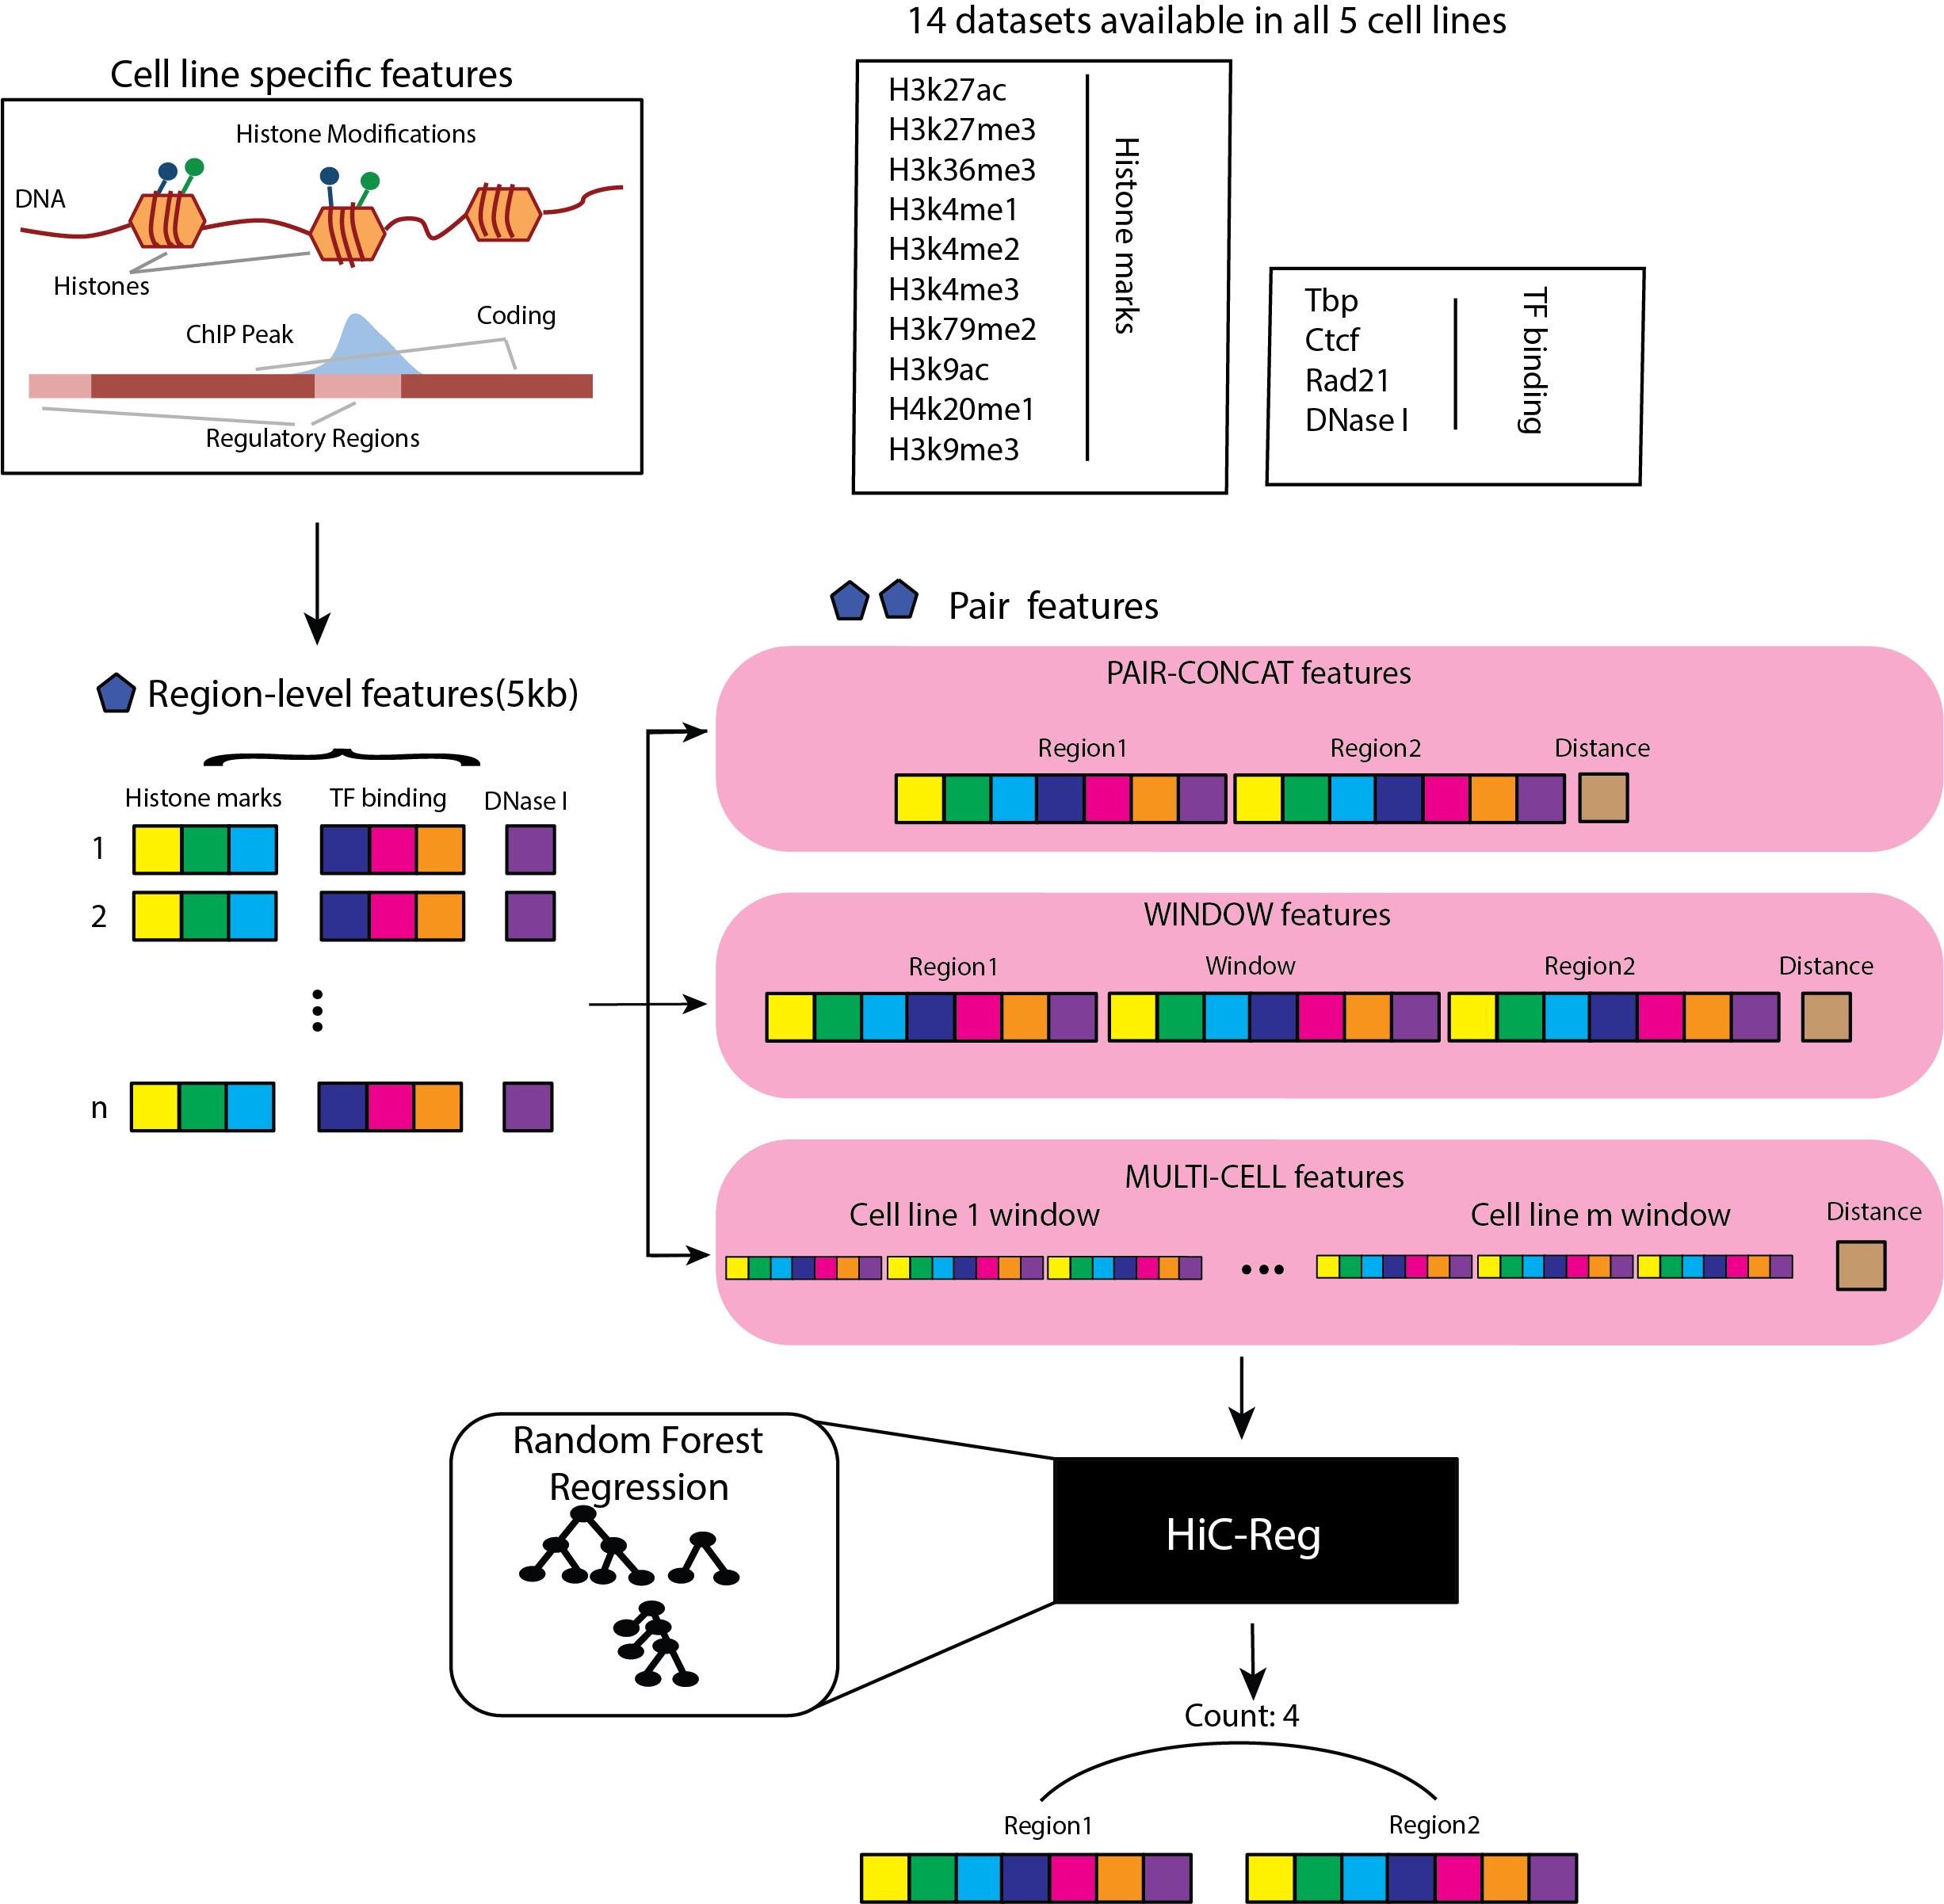 14 datasets available in all 5 cell lines
Cell line specific features
Histone Modifications
DNA
Histones
ChIP Peak
Coding
Regulatory Regions
H3k27ac
H3k27me3
H3k36me3
H3k4me1
H3k4me2
H3k4me3
H3k79me2
H3k9ac
H4k20me1
H3k9me3
Histone marks
Tbp
Ctcf
Rad21
DNase I
TF binding
Region-level features(5kb)
Histone marks
TF binding
DNase I
1
2
n
Pair features
PAIR-CONCAT features
Region1
Region2
Distance
WINDOW features
Region1
Window
Region2
Distance
MULTI-CELL features
Cell line 1 window
Cell line m window
Distance
Random Forest
Regression
HiC-Reg
Count: 4
Region1
Region2